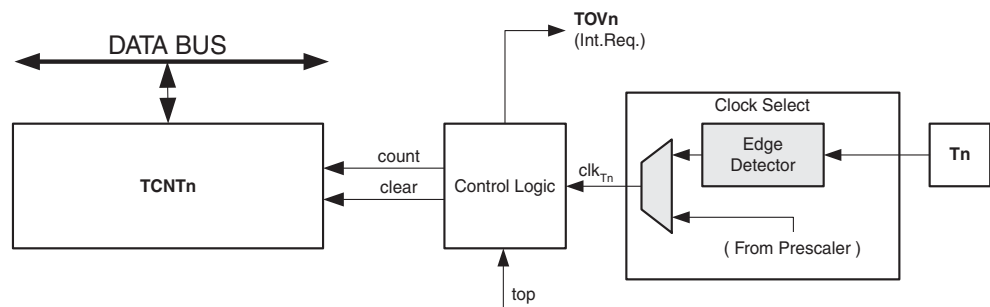 DATA BUS
TOVn
(Int.Req.)
TCNTn
count
clear
Control Logic
top
clkTn
Clock Select
Edge
Detector
( From Prescaler )
Tn